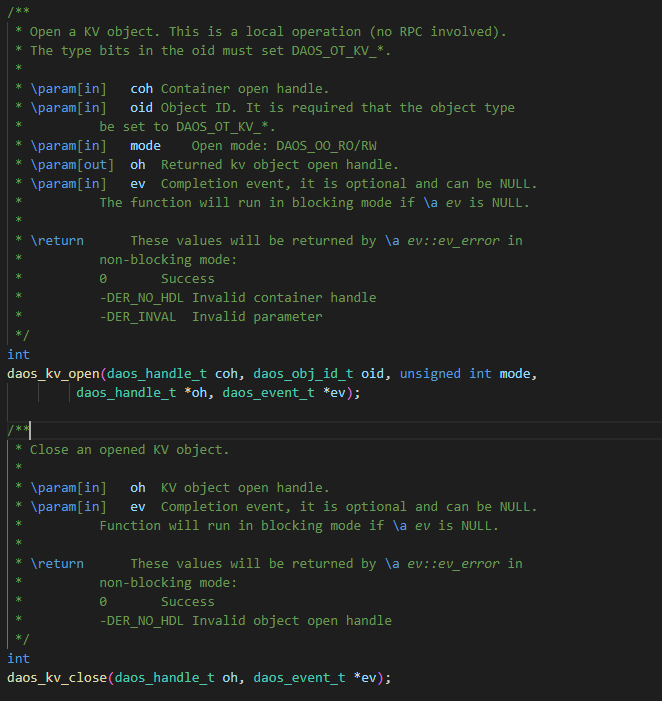 /**
 * Open a KV object. This is a local operation (no RPC involved).
 * The type bits in the oid must set DAOS_OT_KV_*.
 *
 * \param[in]	coh	Container open handle.
 * \param[in]	oid	Object ID. It is required that the object type
 *		be set to DAOS_OT_KV_*.
 * \param[in]	mode	Open mode: DAOS_OO_RO/RW
 * \param[out]	oh	Returned kv object open handle.
 * \param[in]	ev	Completion event, it is optional and can be NULL.
 *		The function will run in blocking mode if \a ev is NULL.
 *
 * \return	These values will be returned by \a ev::ev_error in
 *		non-blocking mode:
 *		0	Success
 *		-DER_NO_HDL	Invalid container handle
 *		-DER_INVAL	Invalid parameter
 */
int
daos_kv_open(daos_handle_t coh, daos_obj_id_t oid, unsigned int mode,
	     daos_handle_t *oh, daos_event_t *ev);

/**
 * Close an opened KV object.
 *
 * \param[in]	oh	KV object open handle.
 * \param[in]	ev	Completion event, it is optional and can be NULL.
 *		Function will run in blocking mode if \a ev is NULL.
 *
 * \return	These values will be returned by \a ev::ev_error in
 *		non-blocking mode:
 *		0	Success
 *		-DER_NO_HDL	Invalid object open handle
 */
int
daos_kv_close(daos_handle_t oh, daos_event_t *ev);